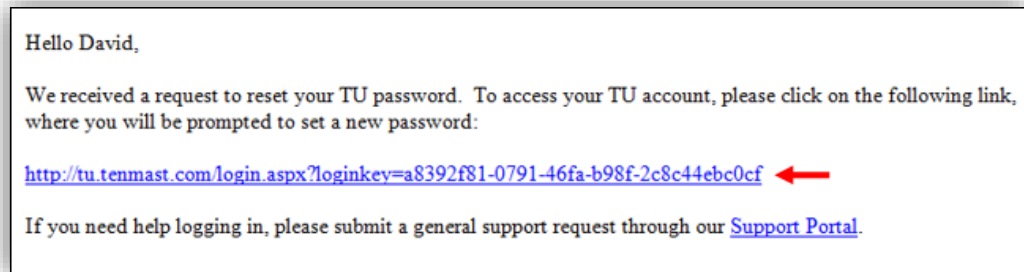 Hello David,
We received a request to reset your TU password.  To access your TU account, please click on the following link,
where you will be prompted to set a new password:
http://tu.tenmast.com/login.aspx?loginkey=a8392f81-0791-46fa-b98f-2c8c44ebc0cf
If you need help logging in, please submit a general support request through our Support Portal.